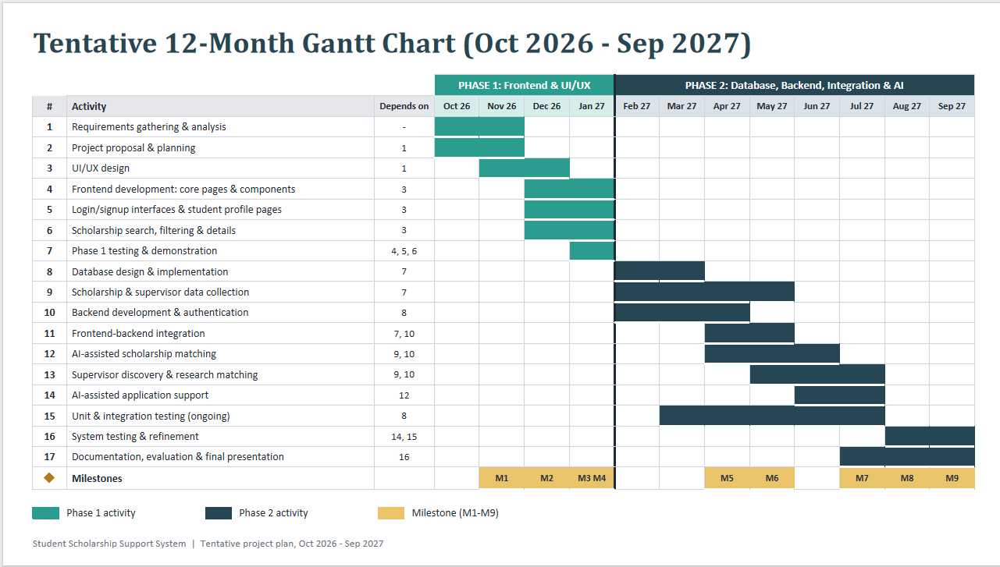 Tentative 12-Month Gantt Chart (Oct 2026 - Sep 2027)
PHASE 1: Frontend & UI/UX PHASE 2: Database, Backend, Integration & AI
# Activity Depends on Oct 26 Nov 26 Dec 26 Jan 27 Feb 27 Mar 27 Apr 27 May 27 Jun 27 Jul 27 Aug 27 Sep 27
1 Requirements gathering & analysis -
2 Project proposal & planning 1
3 UI/UX design 1
4 Frontend development: core pages & components 3
5 Login/signup interfaces & student profile pages 3
6 Scholarship search, filtering & details 3
7 Phase 1 testing & demonstration 4, 5, 6
8 Database design & implementation 7
9 Scholarship & supervisor data collection 7
10 Backend development & authentication 8
11 Frontend-backend integration 7, 10
12 AI-assisted scholarship matching 9, 10
13 Supervisor discovery & research matching 9, 10
14 AI-assisted application support 12
15 Unit & integration testing (ongoing) 8
16 System testing & refinement 14, 15
17 Documentation, evaluation & final presentation 16
Milestones M1 M2 M3 M4 M5 M6 M7 M8 M9
Phase 1 activity Phase 2 activity Milestone (M1-M9)
Student Scholarship Support System | Tentative project plan, Oct 2026 - Sep 2027